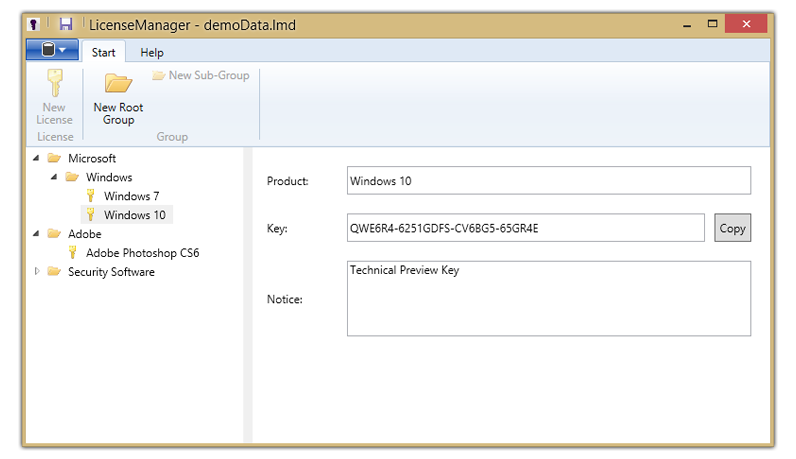 LicenseManager - demoData.lmd
Start Help
New License
New Root Group
New Sub-Group
License Group
Microsoft
Windows
Windows 7
Windows 10
Adobe
Adobe Photoshop CS6
Security Software
Product: Windows 10
Key: QWE6R4-6251GDFS-CV6BG5-65GR4E Copy
Notice: Technical Preview Key